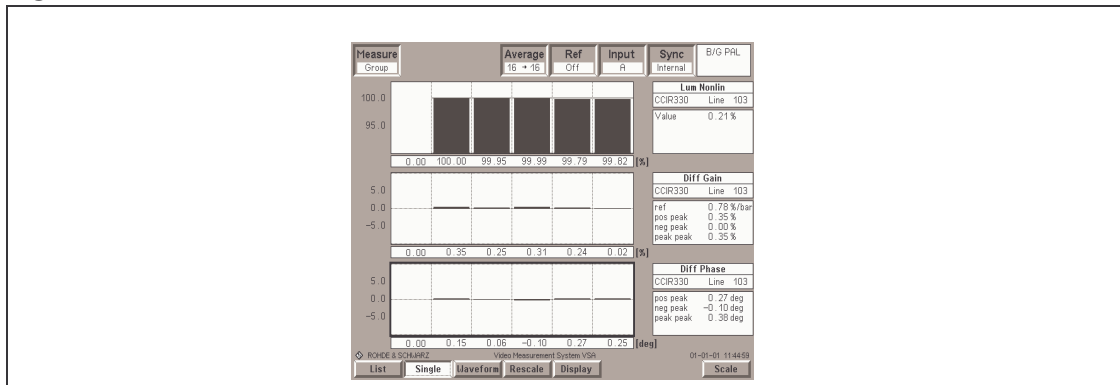 Measure Average Ref Input Sync B/G PAL
Group 16 → 16 Off A Internal
Lum Nonlin
CCIR330 Line 103
Value 0.21 %
100.0
95.0
0.00 100.00 99.95 99.99 99.79 99.82 [%]
Diff Gain
CCIR330 Line 103
ref 0.78 %/bar
pos peak 0.35 %
neg peak 0.00 %
peak peak 0.35 %
5.0
0.0
-5.0
0.00 0.35 0.25 0.31 0.24 0.02 [%]
Diff Phase
CCIR330 Line 103
pos peak 0.27 deg
neg peak -0.10 deg
peak peak 0.38 deg
5.0
0.0
-5.0
0.00 0.15 0.06 -0.10 0.27 0.25 [deg]
ROHDE & SCHWARZ Video Measurement System VSA 01-01-01 11:44:59
List Single Waveform Rescale Display Scale